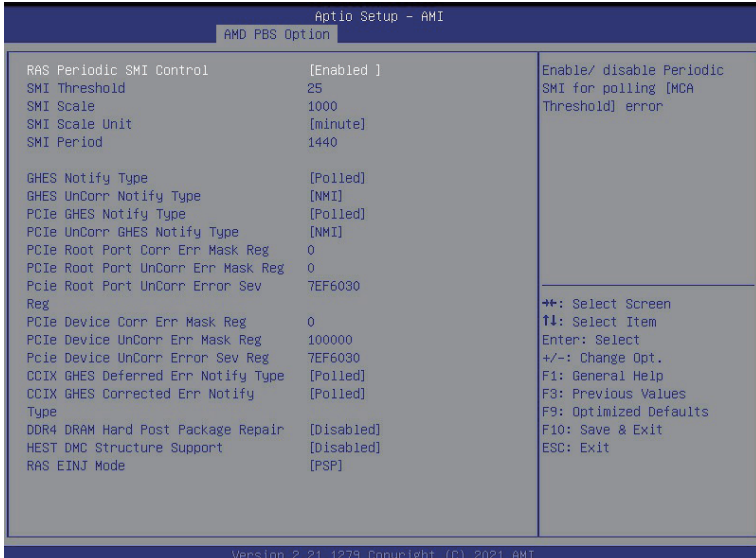 Aptio Setup – AMI
AMD PBS Option
RAS Periodic SMI Control [Enabled ]
SMI Threshold 25
SMI Scale 1000
SMI Scale Unit [minute]
SMI Period 1440
GHES Notify Type [Polled]
GHES UnCorr Notify Type [NMI]
PCIe GHES Notify Type [Polled]
PCIe UnCorr GHES Notify Type [NMI]
PCIe Root Port Corr Err Mask Reg 0
PCIe Root Port UnCorr Err Mask Reg 0
Pcie Root Port UnCorr Error Sev 7EF6030
Reg
PCIe Device Corr Err Mask Reg 0
PCIe Device UnCorr Err Mask Reg 100000
Pcie Device UnCorr Error Sev Reg 7EF6030
CCIX GHES Deferred Err Notify Type [Polled]
CCIX GHES Corrected Err Notify [Polled]
Type
DDR4 DRAM Hard Post Package Repair [Disabled]
HEST DMC Structure Support [Disabled]
RAS EINJ Mode [PSP]
Enable/ disable Periodic
SMI for polling [MCA
Threshold] error
→←: Select Screen
↑↓: Select Item
Enter: Select
+/-: Change Opt.
F1: General Help
F3: Previous Values
F9: Optimized Defaults
F10: Save & Exit
ESC: Exit
Version 2.21.1279 Copyright (C) 2021 AMI